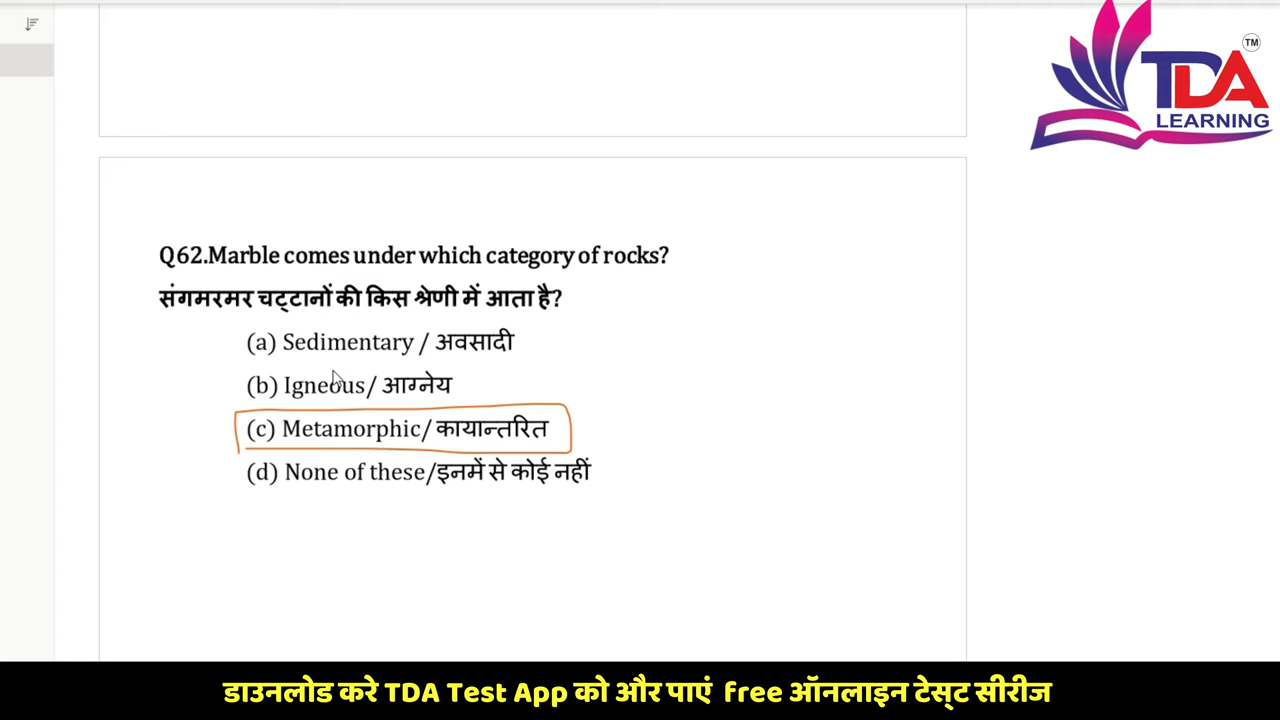 TDA
TM
LEARNING
Q62.Marble comes under which category of rocks?
संगमरमर चट्टानों की किस श्रेणी में आता है?
(a) Sedimentary / अवसादी
(b) Igneous/ आग्नेय
(c) Metamorphic/ कायान्तरित
(d) None of these/इनमें से कोई नहीं
डाउनलोड करे TDA Test App को और पाएं free ऑनलाइन टेस्ट सीरीज